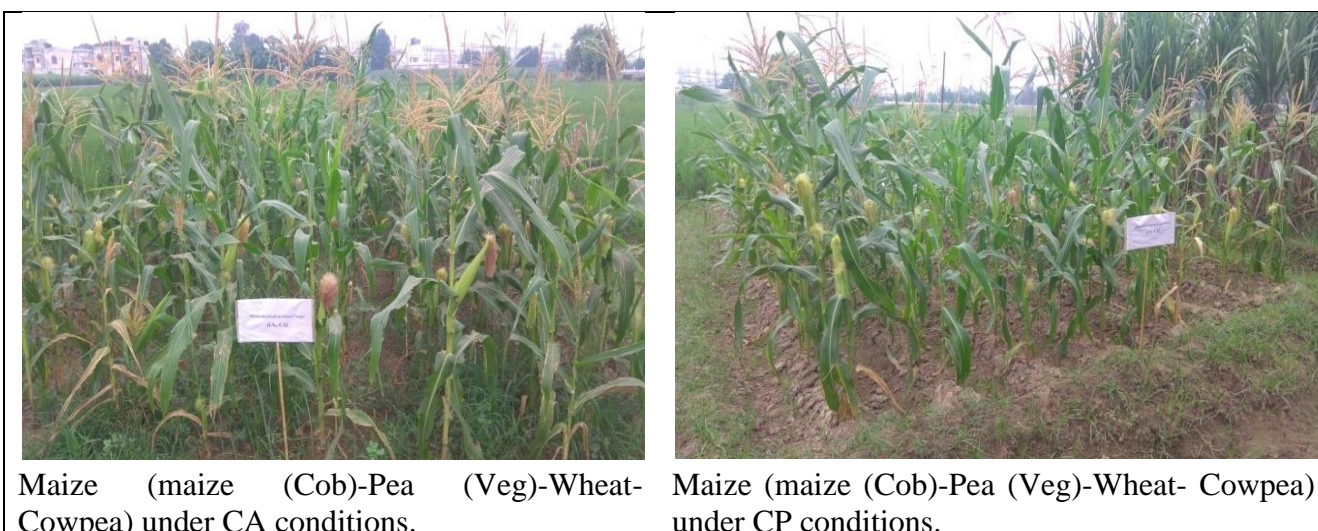 Maize (maize (Cob)-Pea (Veg)-Wheat-
Cowpea) under CA conditions.
Maize (maize (Cob)-Pea (Veg)-Wheat- Cowpea)
under CP conditions.